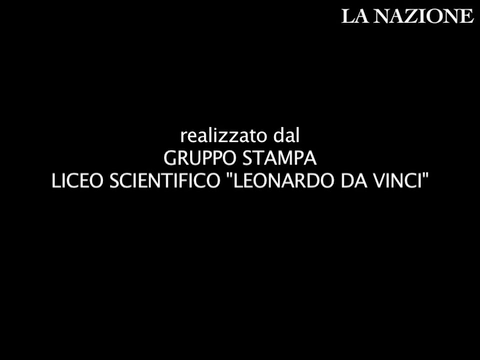 LA NAZIONE
realizzato dal
GRUPPO STAMPA
LICEO SCIENTIFICO "LEONARDO DA VINCI"